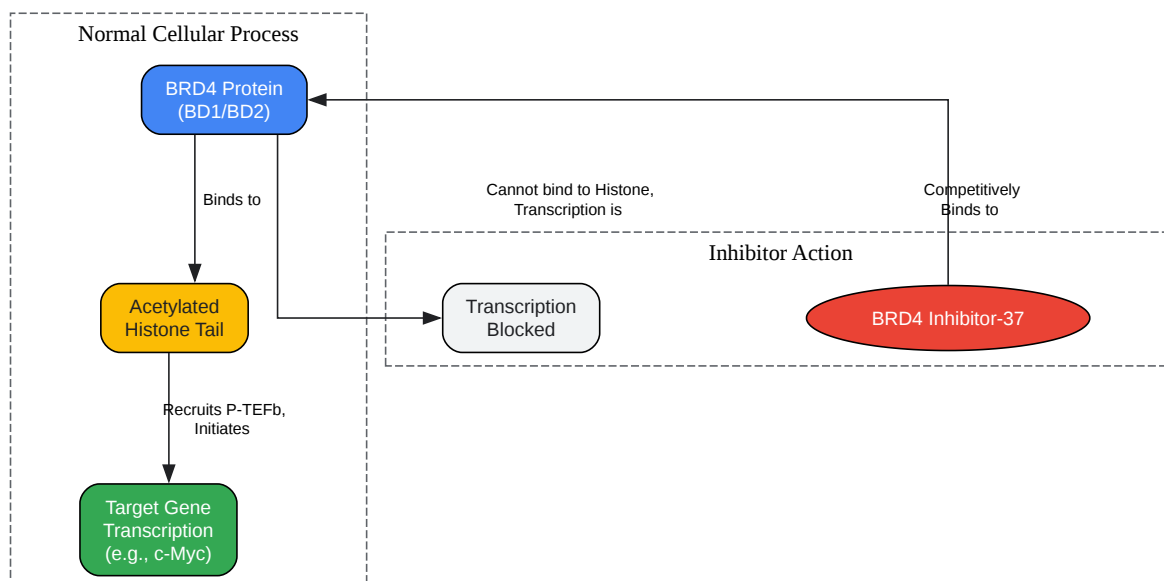 Normal Cellular Process
BRD4 Protein
(BD1/BD2)
Binds to
Cannot bind to Histone,
Transcription is
Competitively
Binds to
Inhibitor Action
Acetylated
Histone Tail
Transcription
Blocked
BRD4 Inhibitor-37
Recruits P-TEFb,
Initiates
Target Gene
Transcription
(e.g., c-Myc)